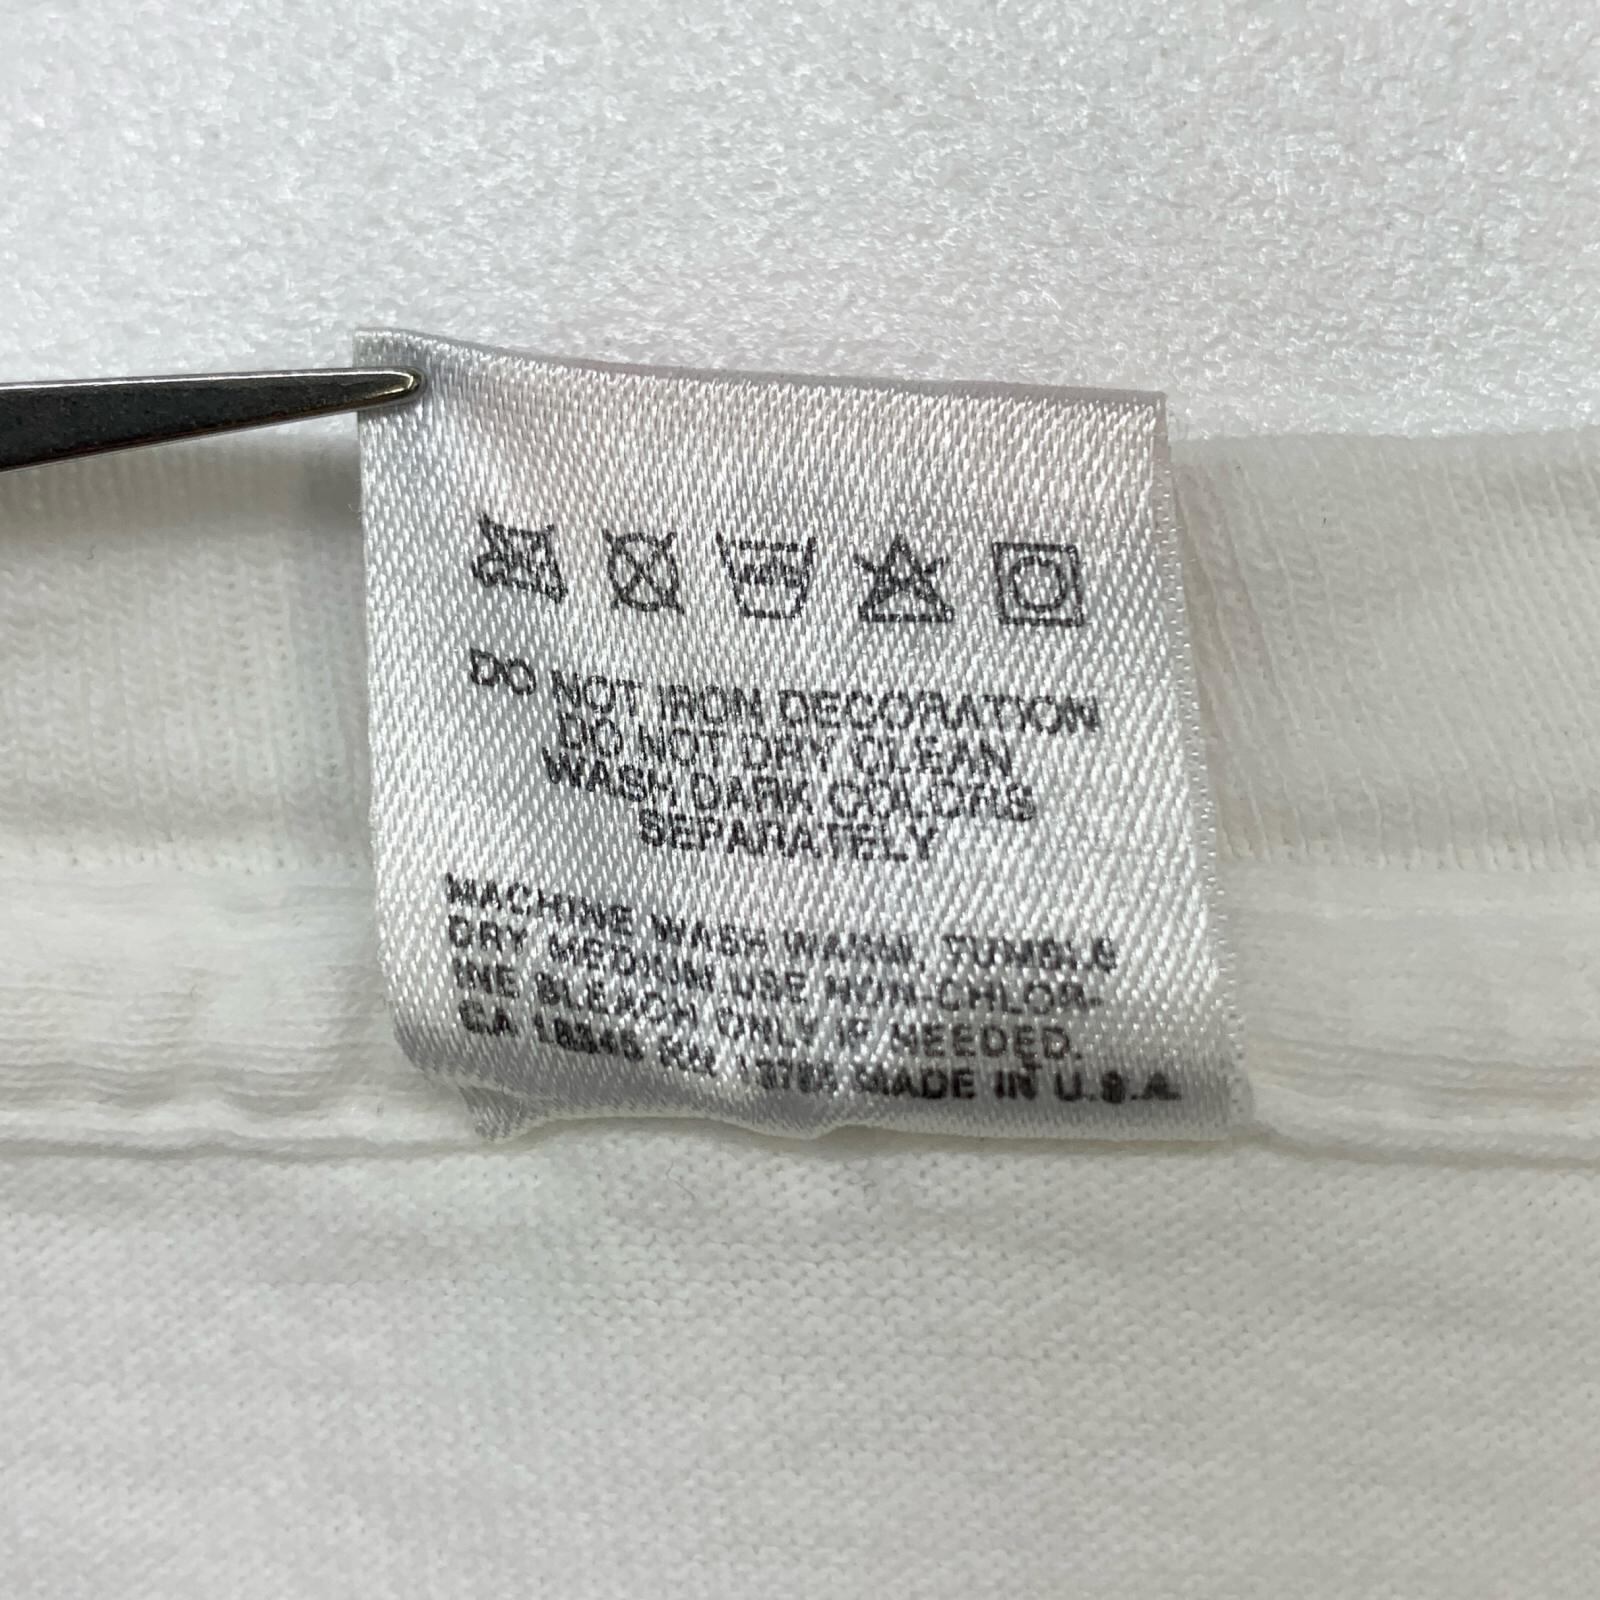 DO NOT IRON DECORATION
DO NOT DRY CLEAN
WASH DARK COLORS
SEPARATELY
MACHINE WASH WARM, TUMBLE
DRY MEDIUM USE NON-CHLOR-
INE BLEACH ONLY IF NEEDED.
CA MADE IN U.S.A.